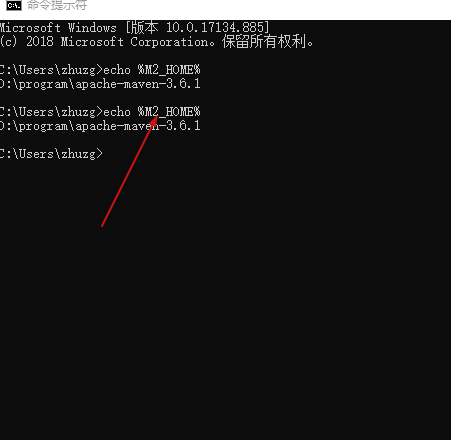 命令提示符
Microsoft Windows [版本 10.0.17134.885]
(c) 2018 Microsoft Corporation。保留所有权利。
C:\Users\zhuzg>echo %M2_HOME%
D:\program\apache-maven-3.6.1
C:\Users\zhuzg>echo %M2_HOME%
D:\program\apache-maven-3.6.1
C:\Users\zhuzg>